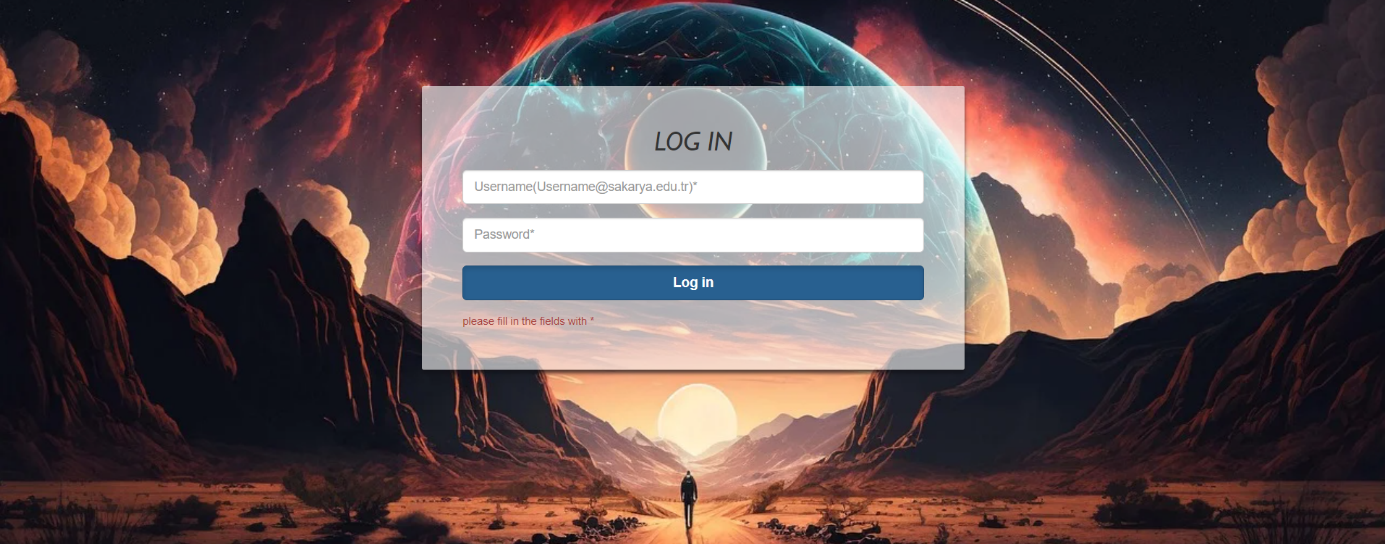 LOG IN
Username(Username@sakarya.edu.tr)*
Password*
Log in
please fill in the fields with *